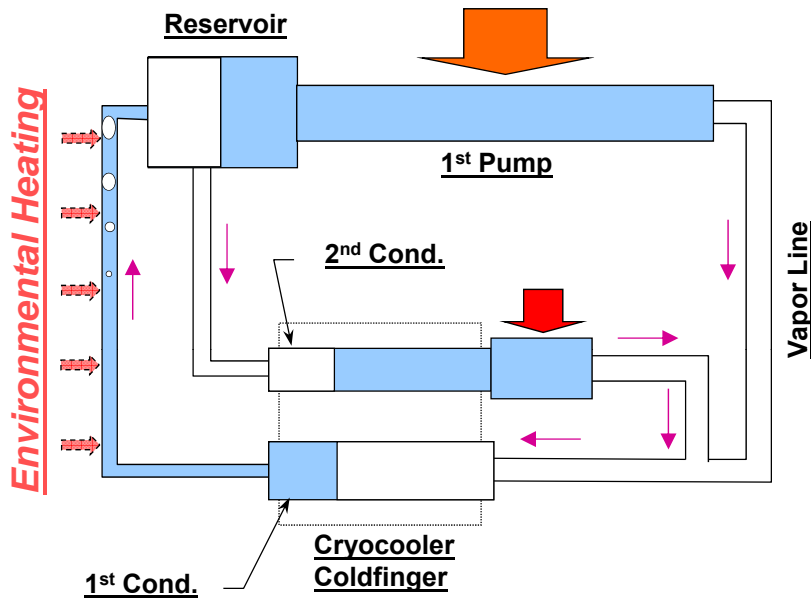 Reservoir
1st Pump
Environmental Heating
2nd Cond.
Vapor Line
Cryocooler
Coldfinger
1st Cond.